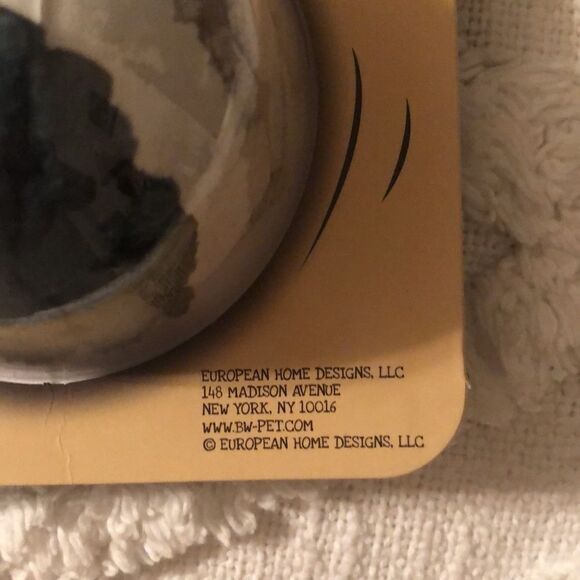 EUROPEAN HOME DESIGNS, LLC
148 MADISON AVENUE
NEW YORK, NY 10016
WWW.BW-PET.COM
© EUROPEAN HOME DESIGNS, LLC